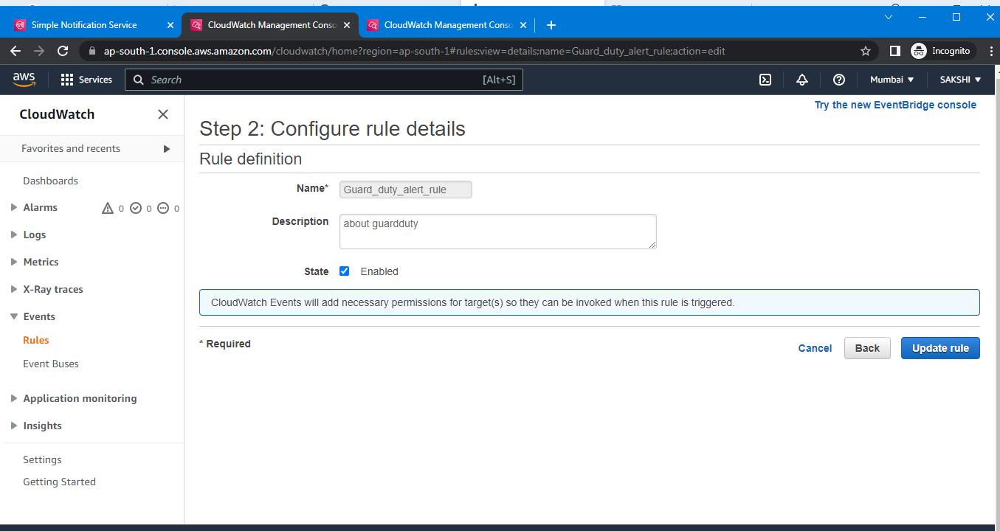 Simple Notification Service
CloudWatch Management Conso
CloudWatch Management Conso
ap-south-1.console.aws.amazon.com/cloudwatch/home?region=ap-south-1#rules:view=details;name=Guard_duty_alert_rule;action=edit
Incognito
aws
Services
Search
[Alt+S]
Mumbai
SAKSHI
CloudWatch
Favorites and recents
Dashboards
Alarms 0 0 0
Logs
Metrics
X-Ray traces
Events
Rules
Event Buses
Application monitoring
Insights
Settings
Getting Started
Try the new EventBridge console
Step 2: Configure rule details
Rule definition
Name* Guard_duty_alert_rule
Description about guardduty
State Enabled
CloudWatch Events will add necessary permissions for target(s) so they can be invoked when this rule is triggered.
* Required
Cancel Back Update rule